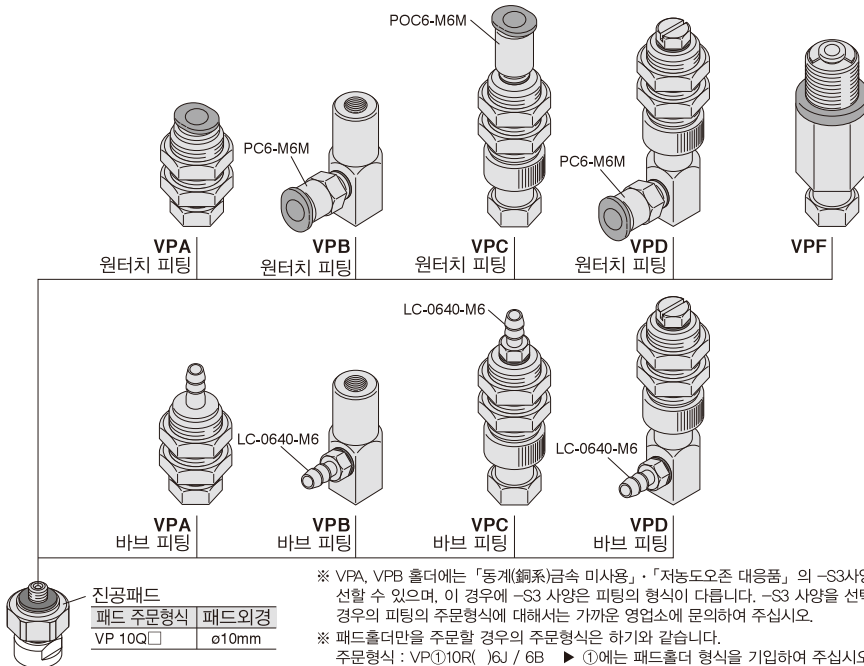 POC6-M6M
PC6-M6M
PC6-M6M
VPA
원터치 피팅
VPB
원터치 피팅
VPC
원터치 피팅
VPD
원터치 피팅
VPF
LC-0640-M6
LC-0640-M6
LC-0640-M6
VPA
바브 피팅
VPB
바브 피팅
VPC
바브 피팅
VPD
바브 피팅
진공패드
패드 주문형식 패드외경
VP 10Q□ ø10mm
※ VPA, VPB 홀더에는 「동계(銅系)금속 미사용」·「저농도오존 대응품」의 –S3사양
선할 수 있으며, 이 경우에 –S3 사양은 피팅의 형식이 다릅니다. –S3 사양을 선택
경우의 피팅의 주문형식에 대해서는 가까운 영업소에 문의하여 주십시오.
※ 패드홀더만을 주문할 경우의 주문형식은 하기와 같습니다.
주문형식 : VP①10R( )6J / 6B ▶ ①에는 패드홀더 형식을 기입하여 주십시오